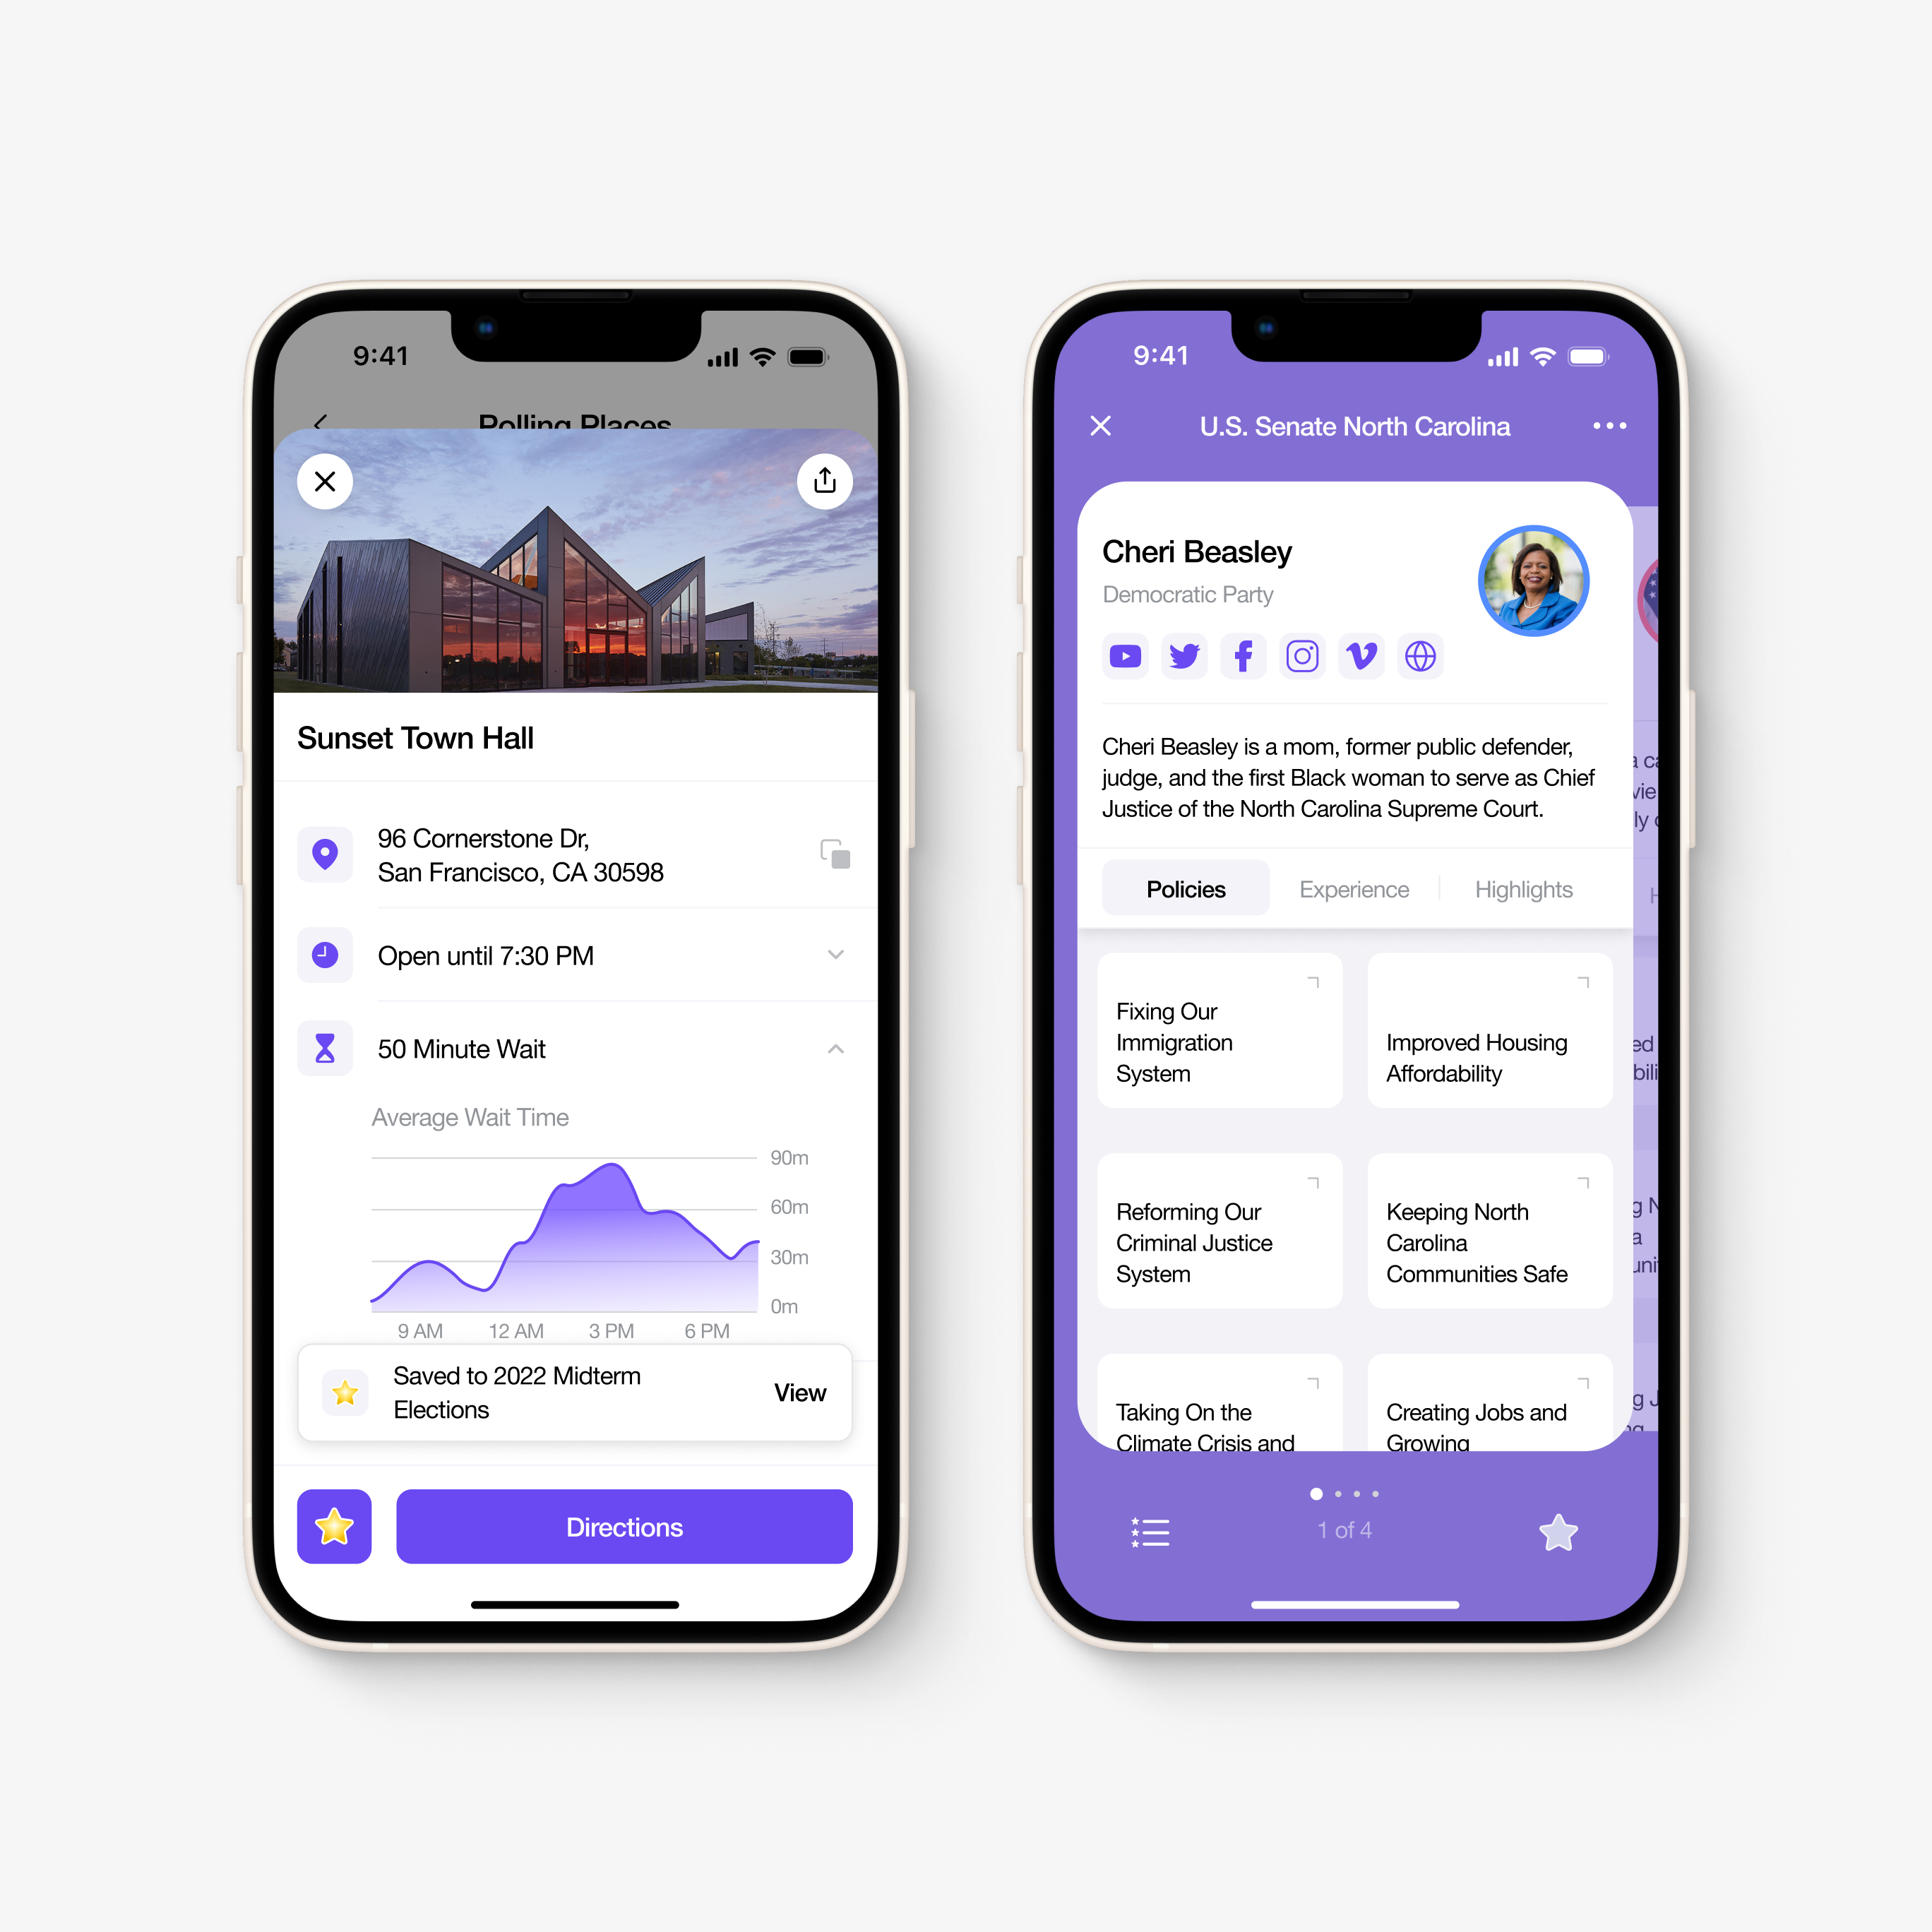 9:41
Polling Places
Sunset Town Hall
96 Cornerstone Dr,
San Francisco, CA 30598
Open until 7:30 PM
50 Minute Wait
Average Wait Time
90m
60m
30m
0m
9 AM 12 AM 3 PM 6 PM
Saved to 2022 Midterm
Elections
View
Directions
9:41
U.S. Senate North Carolina
Cheri Beasley
Democratic Party
Cheri Beasley is a mom, former public defender,
judge, and the first Black woman to serve as Chief
Justice of the North Carolina Supreme Court.
Policies Experience Highlights
Fixing Our
Immigration
System
Improved Housing
Affordability
Reforming Our
Criminal Justice
System
Keeping North
Carolina
Communities Safe
Taking On the
Climate Crisis and
Creating Jobs and
Growing
1 of 4